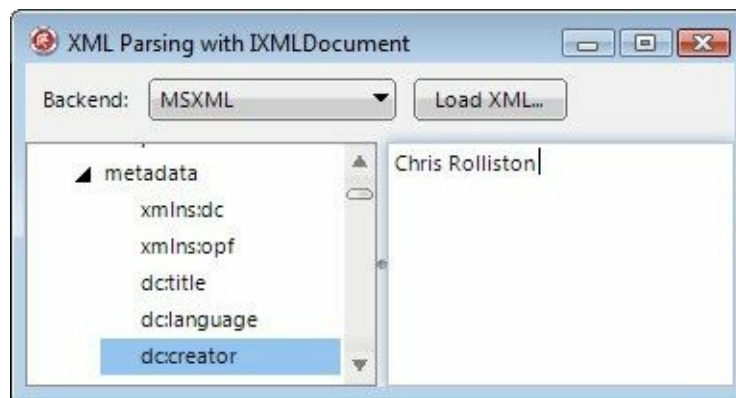 XML Parsing with IXMLDocument
Backend: MSXML Load XML...
metadata
xmlns:dc
xmlns:opf
dc:title
dc:language
dc:creator
Chris Rolliston